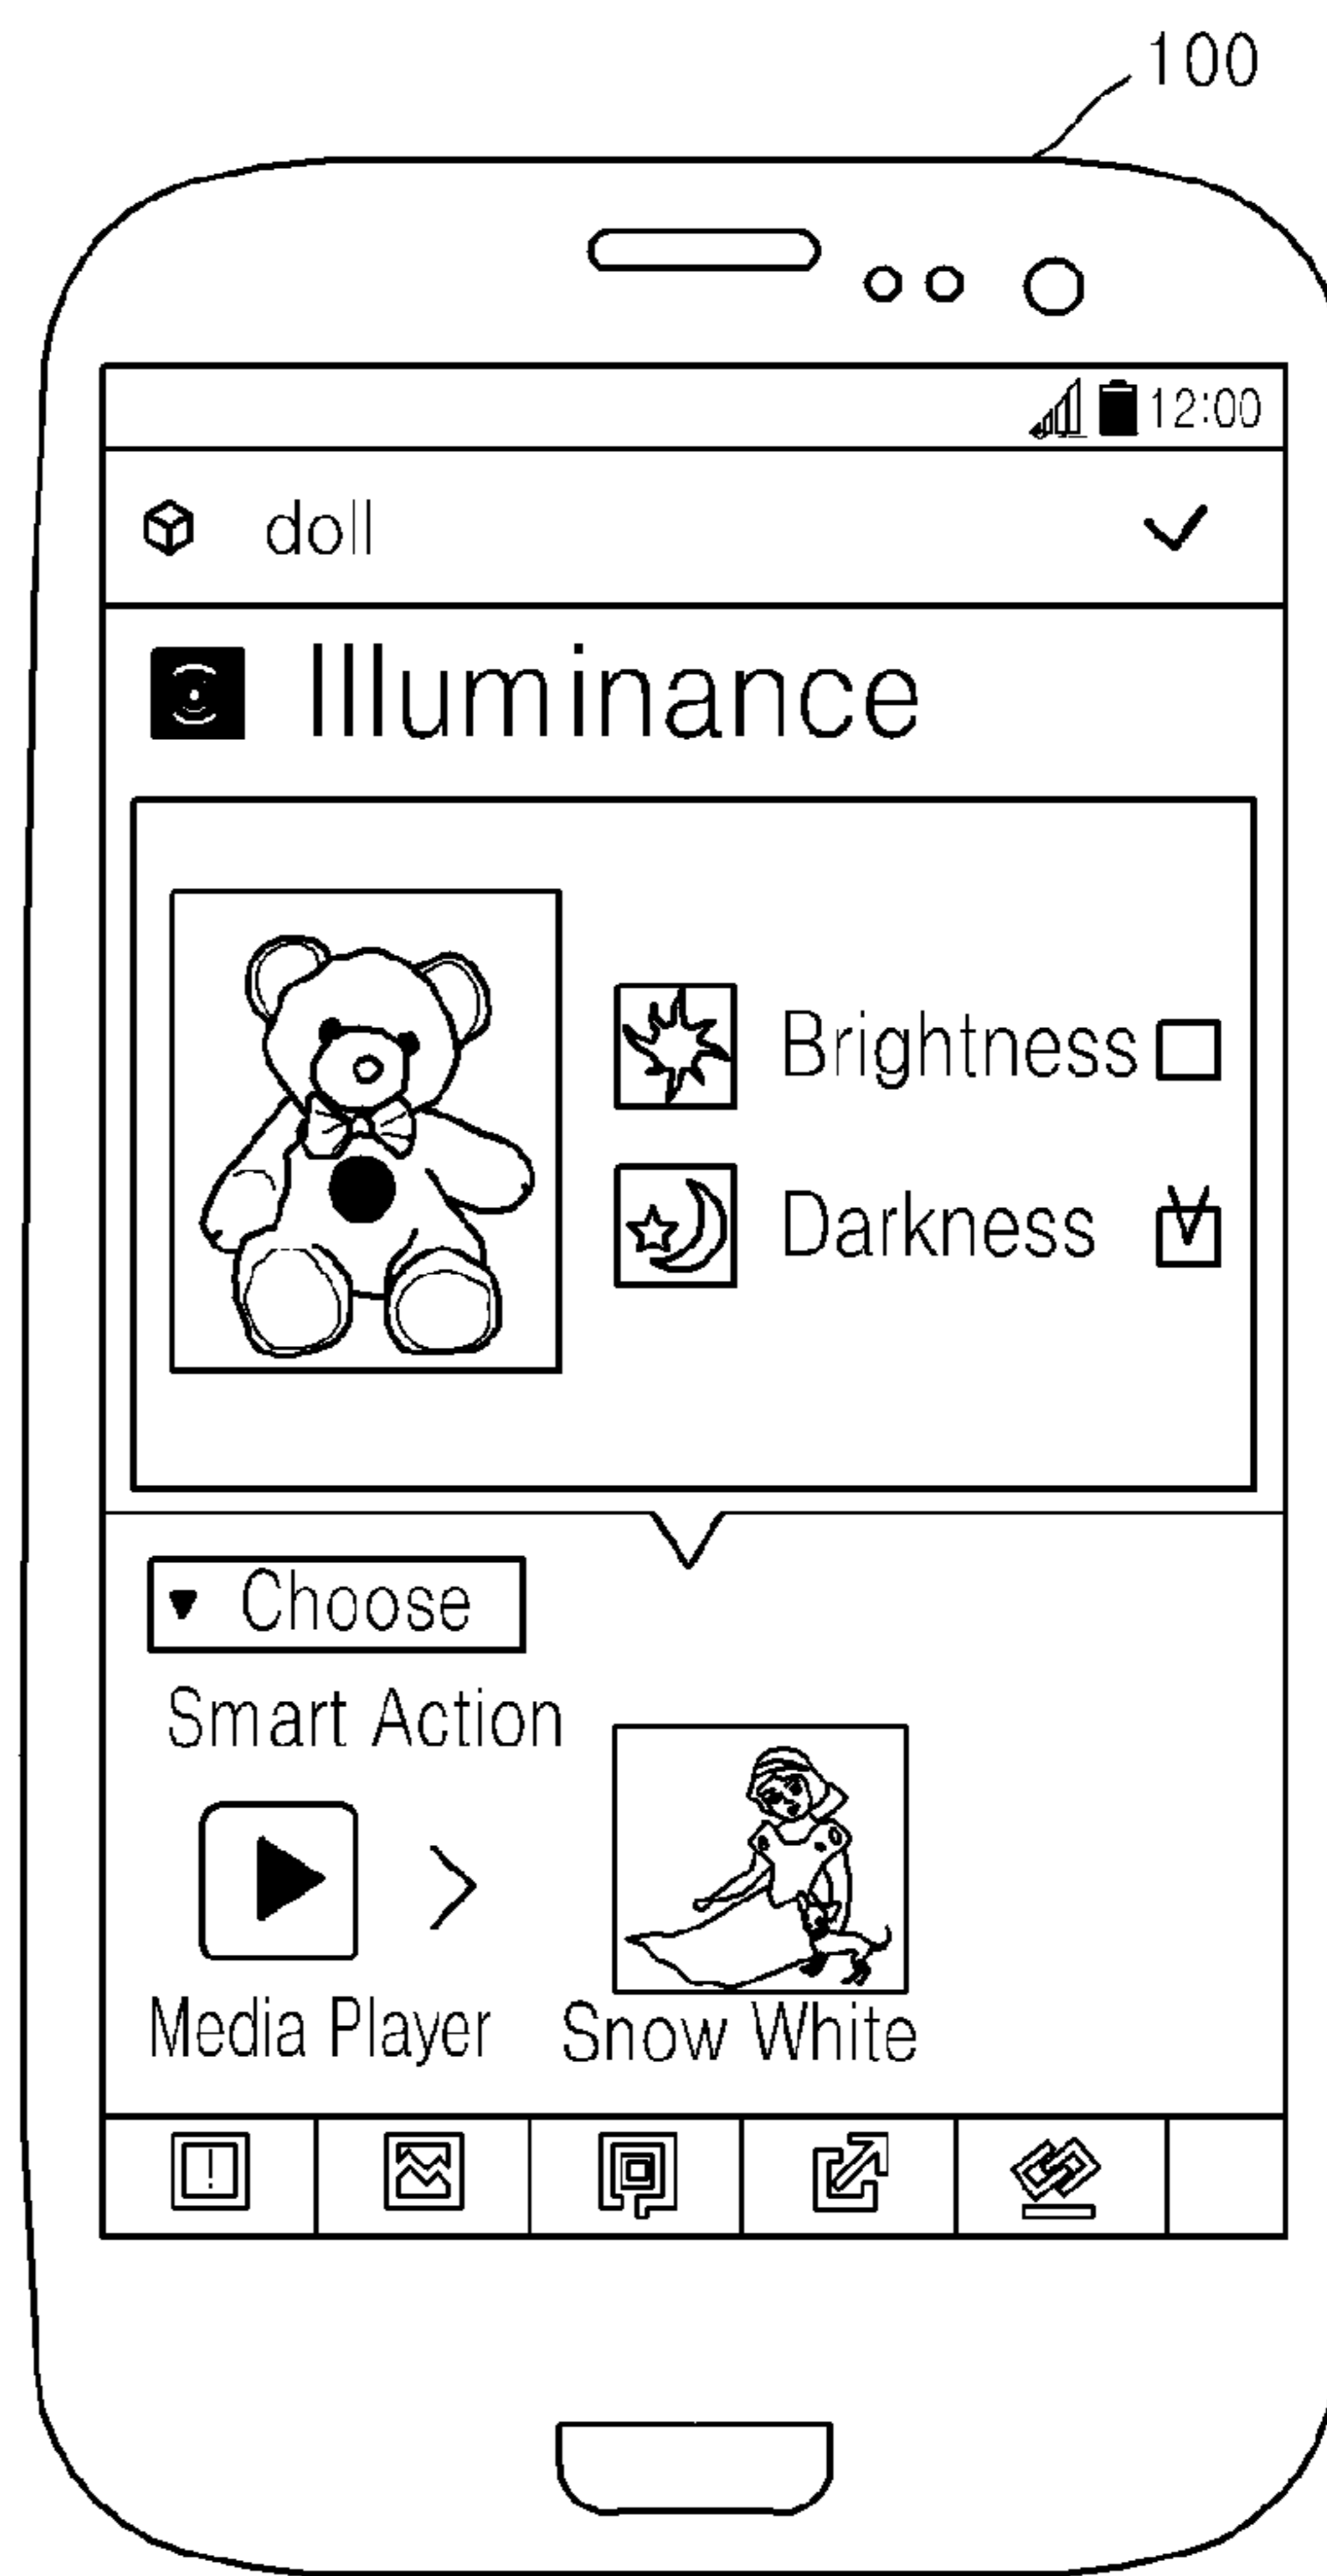 100
12:00
doll
Illuminance
Brightness
Darkness
Choose
Smart Action
Media Player
Snow White